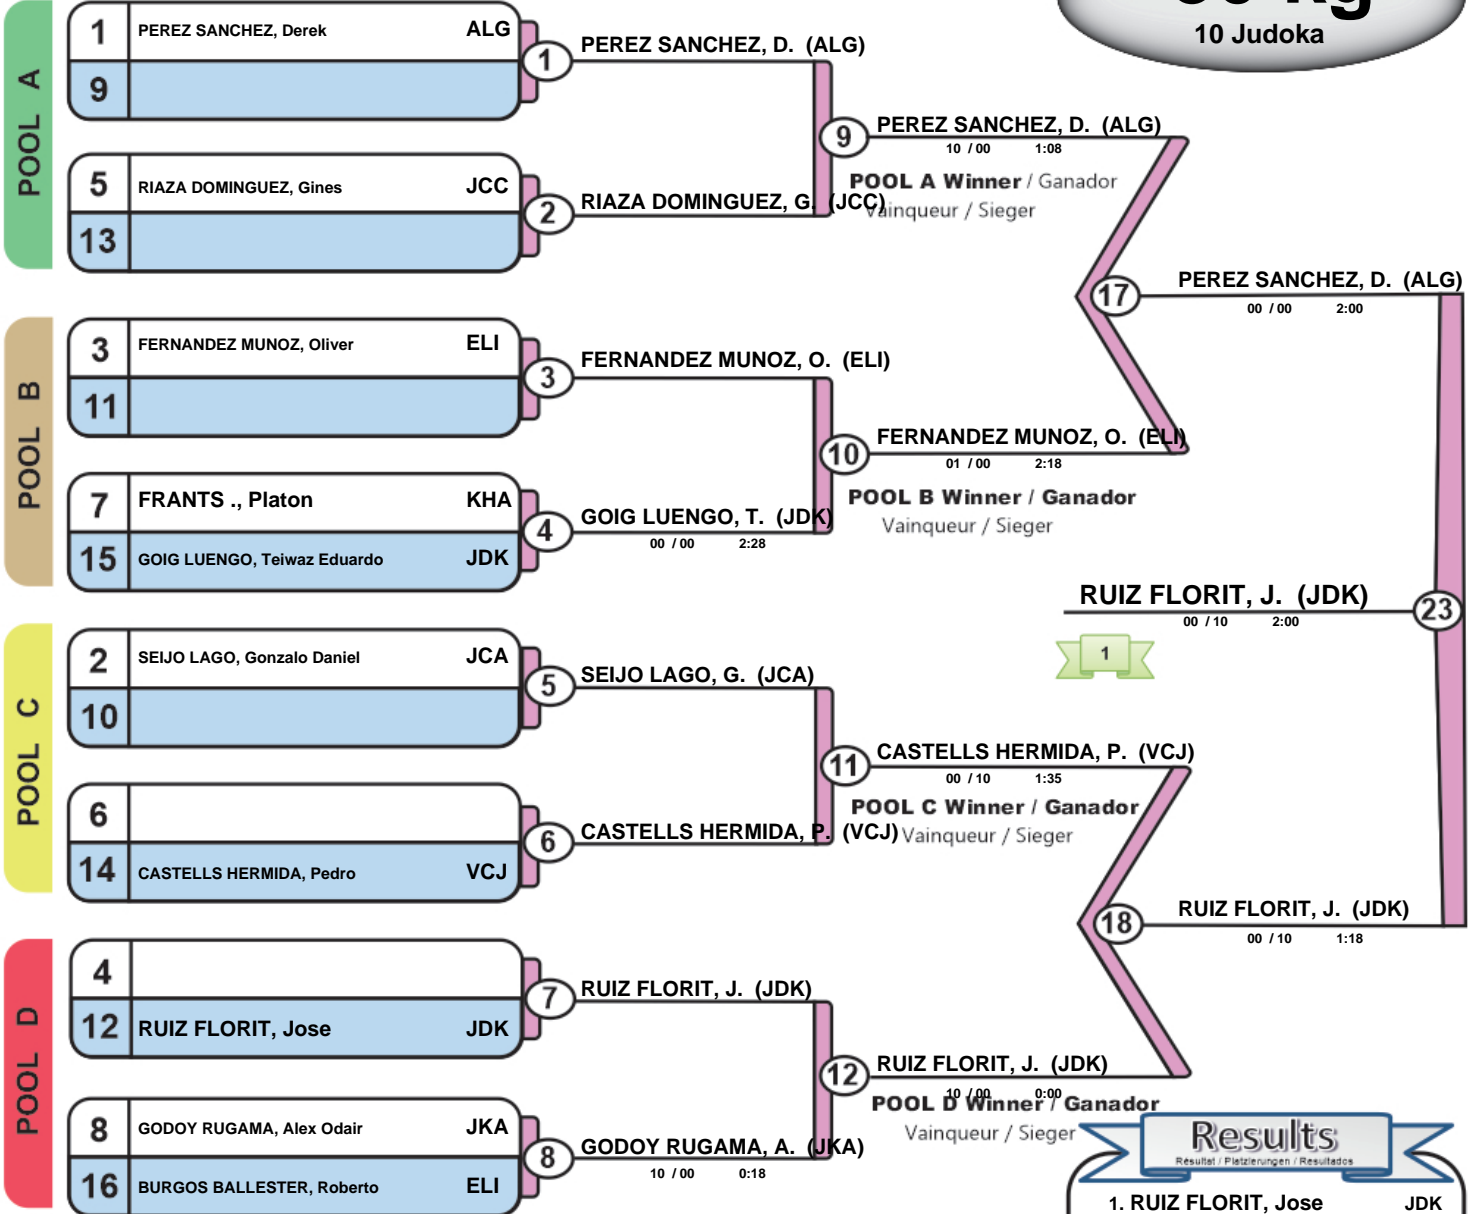 10 Judoka
POOL A
1 PEREZ SANCHEZ, Derek ALG
9
5 RIAZA DOMINGUEZ, Gines JCC
13
1 PEREZ SANCHEZ, D. (ALG)
2 RIAZA DOMINGUEZ, G. (JCC)
9 PEREZ SANCHEZ, D. (ALG)
10 / 00 1:08
POOL A Winner / Ganador
Vainqueur / Sieger
POOL B
3 FERNANDEZ MUNOZ, Oliver ELI
11
7 FRANTS ., Platon KHA
15 GOIG LUENGO, Teiwaz Eduardo JDK
3 FERNANDEZ MUNOZ, O. (ELI)
4 GOIG LUENGO, T. (JDK)
00 / 00 2:28
10 FERNANDEZ MUNOZ, O. (ELI)
01 / 00 2:18
POOL B Winner / Ganador
Vainqueur / Sieger
17 PEREZ SANCHEZ, D. (ALG)
00 / 00 2:00
POOL C
2 SEIJO LAGO, Gonzalo Daniel JCA
10
6
14 CASTELLS HERMIDA, Pedro VCJ
5 SEIJO LAGO, G. (JCA)
6 CASTELLS HERMIDA, P. (VCJ)
11 CASTELLS HERMIDA, P. (VCJ)
00 / 10 1:35
POOL C Winner / Ganador
Vainqueur / Sieger
POOL D
4
12 RUIZ FLORIT, Jose JDK
8 GODOY RUGAMA, Alex Odair JKA
16 BURGOS BALLESTER, Roberto ELI
7 RUIZ FLORIT, J. (JDK)
8 GODOY RUGAMA, A. (JKA)
10 / 00 0:18
12 RUIZ FLORIT, J. (JDK)
10 / 00 0:00
POOL D Winner / Ganador
Vainqueur / Sieger
18 RUIZ FLORIT, J. (JDK)
00 / 10 1:18
RUIZ FLORIT, J. (JDK) 23
00 / 10 2:00
1
Results
Resultat / Platzierungen / Resultados
1. RUIZ FLORIT, Jose JDK